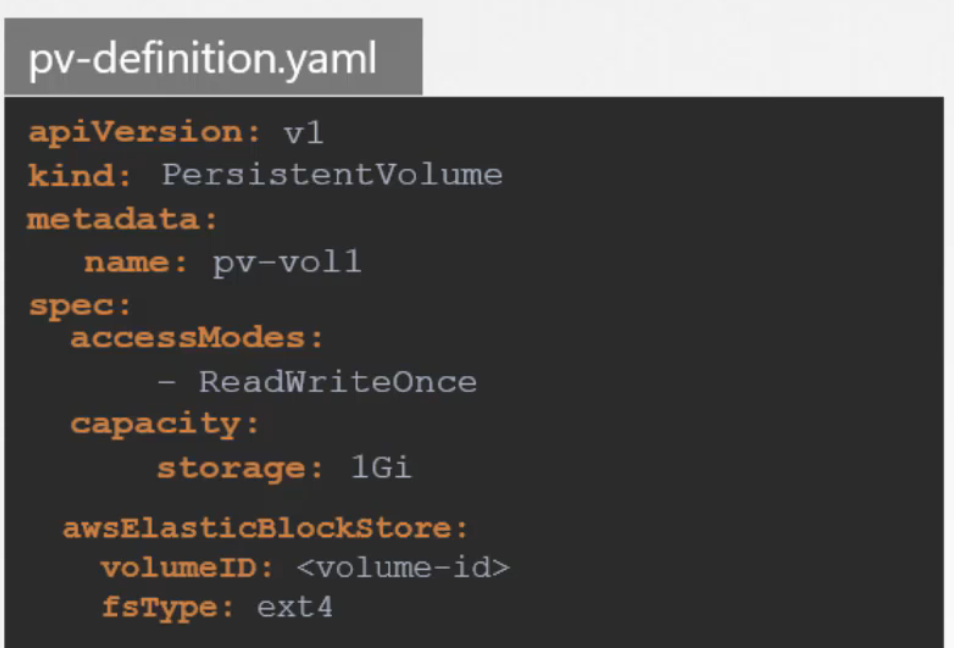 pv-definition.yaml
apiVersion: v1
kind: PersistentVolume
metadata:
name: pv-vol1
spec:
accessModes:
- ReadWriteOnce
capacity:
storage: 1Gi
awsElasticBlockStore:
volumeID: <volume-id>
fsType: ext4